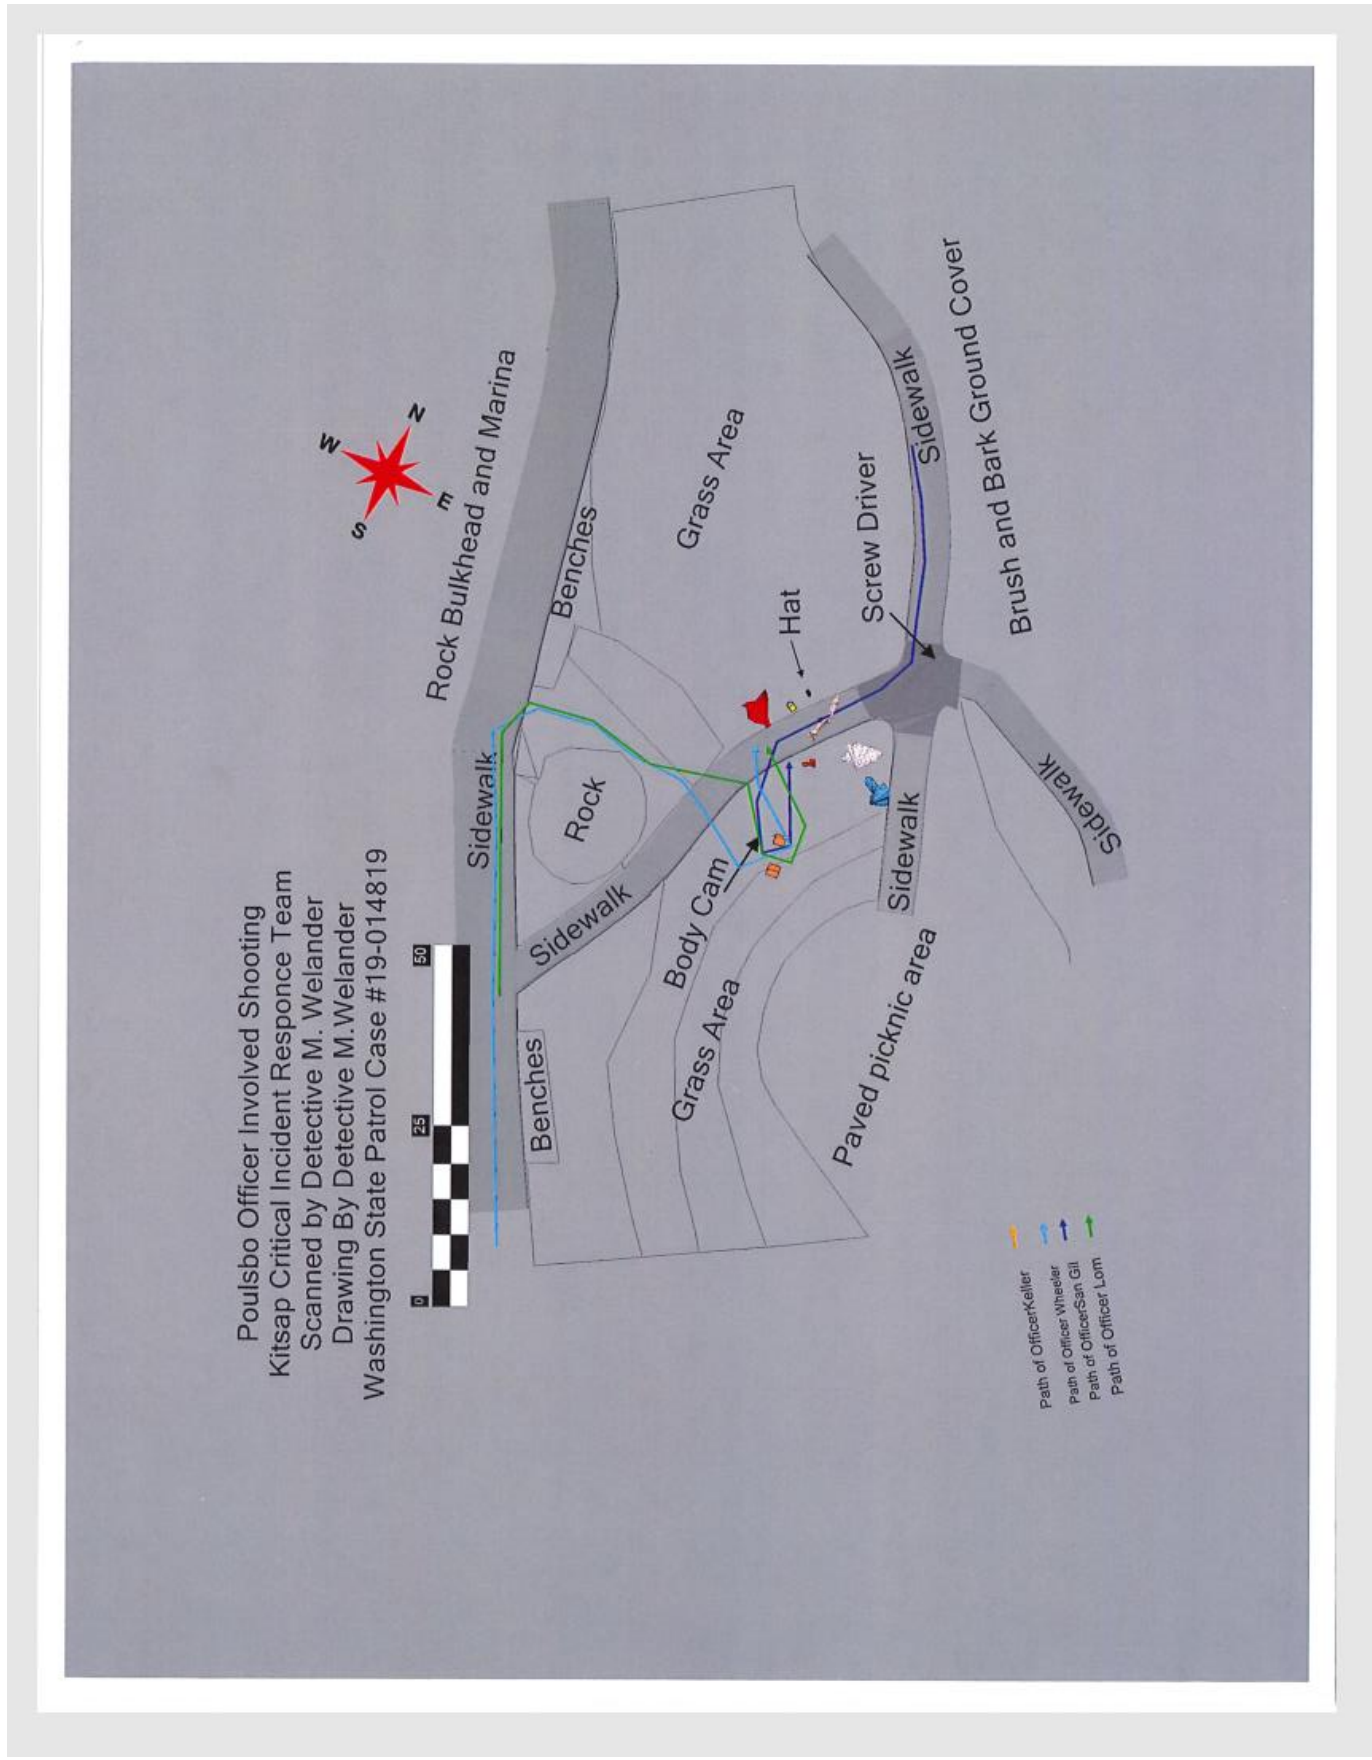 Poulsbo Officer Involved Shooting
Kitsap Critical Incident Responce Team
Scanned by Detective M. Welander
Drawing By Detective M.Welander
Washington State Patrol Case #19-014819
0
25
50
W
N
S
E
Rock Bulkhead and Marina
Sidewalk
Benches
Benches
Rock
Sidewalk
Grass Area
Hat
Screw Driver
Sidewalk
Brush and Bark Ground Cover
Body Cam
Grass Area
Sidewalk
Sidewalk
Paved picknic area
Path of OfficerKeller
Path of Officer Wheeler
Path of OfficerSan Gil
Path of Officer Lom